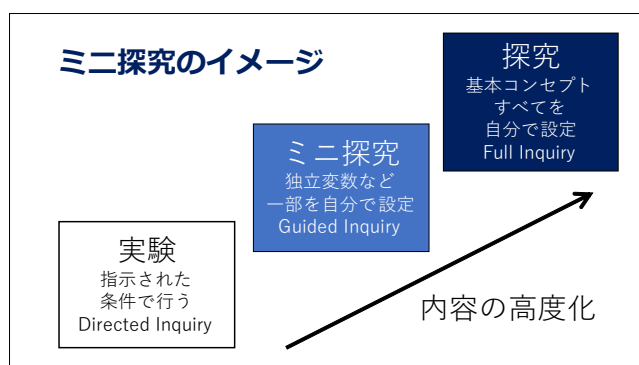 ミニ探究のイメージ
探究
基本コンセプト
すべてを
自分で設定
Full Inquiry
ミニ探究
独立変数など
一部を自分で設定
Guided Inquiry
実験
指示された
条件で行う
Directed Inquiry
内容の高度化